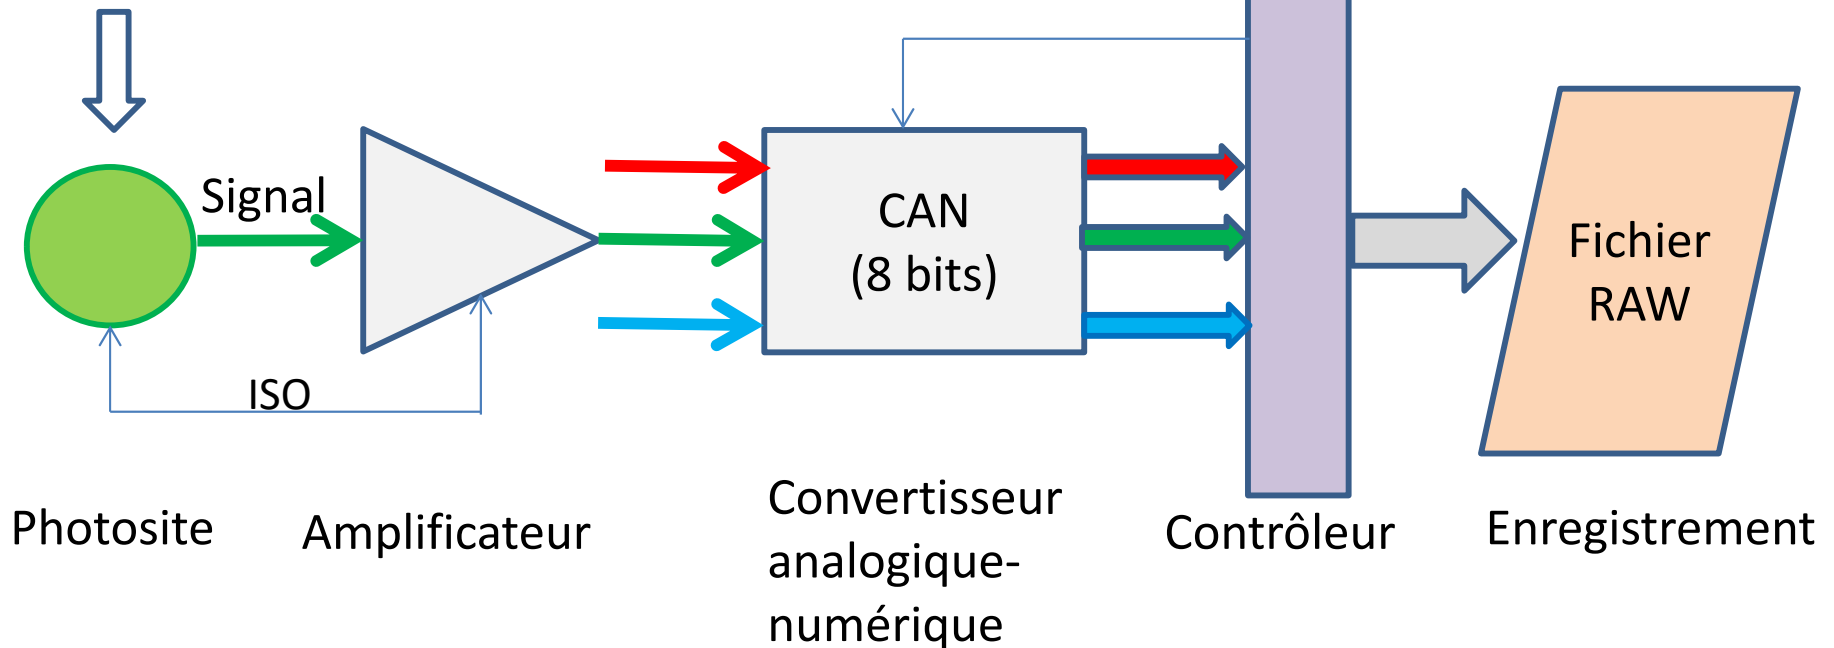 Signal
CAN
(8 bits)
Fichier
RAW
ISO
Photosite
Amplificateur
Convertisseur
analogique-
numérique
Contrôleur
Enregistrement